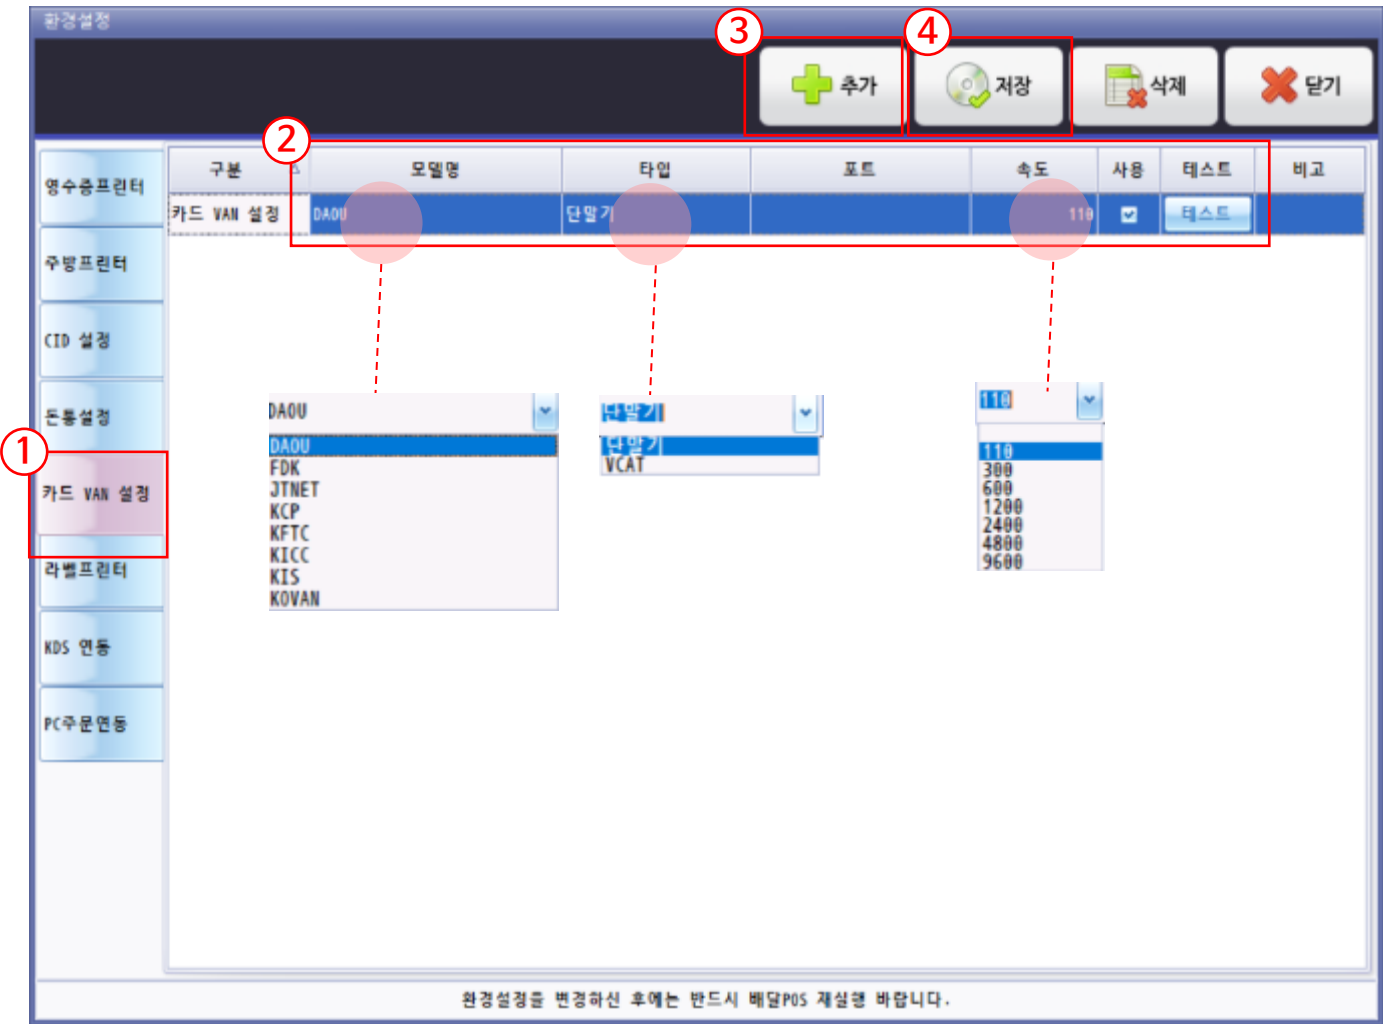 환경설정
③ ④
추가 저장 삭제 닫기
②
구분 모델명 타입 포트 속도 사용 테스트 비고
카드 VAN 설정 DAOU 단말기 110 테스트
영수증프린터
주방프린터
CID 설정
돈통설정
①
카드 VAN 설정
라벨프린터
KDS 연동
PC주문연동
DAOU
DAOU
FDK
JTNET
KCP
KFTC
KICC
KIS
KOVAN
단말기
단말기
VCAT
110
110
300
600
1200
2400
4800
9600
환경설정을 변경하신 후에는 반드시 배달POS 재실행 바랍니다.